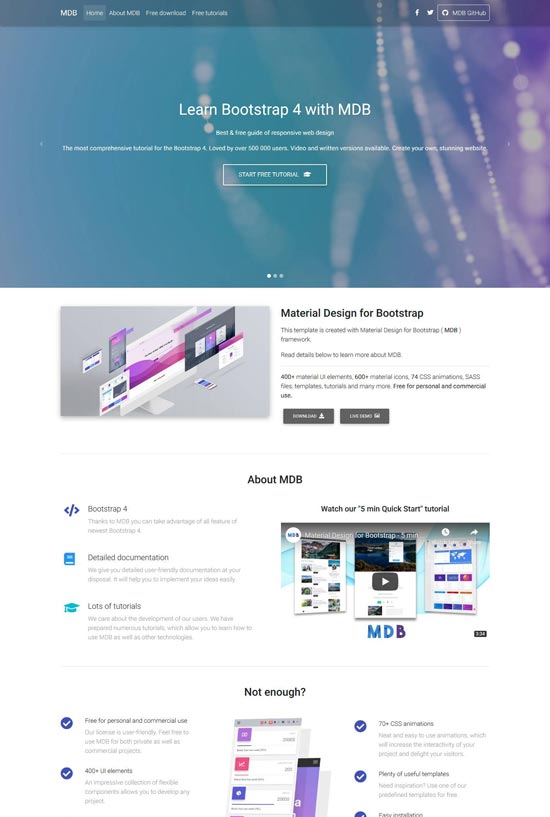 MDB Home About MDB Free download Free tutorials MDB GitHub
Learn Bootstrap 4 with MDB
Best & free guide of responsive web design
The most comprehensive tutorial for the Bootstrap 4. Loved by over 500 000 users. Video and written versions available. Create your own, stunning website.
START FREE TUTORIAL
Material Design for Bootstrap
This template is created with Material Design for Bootstrap ( MDB )
framework.
Read details below to learn more about MDB.
400+ material UI elements, 600+ material icons, 74 CSS animations, SASS
files, templates, tutorials and many more. Free for personal and commercial
use.
DOWNLOAD LIVE DEMO
About MDB
Bootstrap 4
Thanks to MDB you can take advantage of all feature of
newest Bootstrap 4.
Detailed documentation
We give you detailed user-friendly documentation at your
disposal. It will help you to implement your ideas easily.
Lots of tutorials
We care about the development of our users. We have
prepared numerous tutorials, which allow you to learn how to
use MDB as well as other technologies.
Watch our "5 min Quick Start" tutorial
MDB Material Design for Bootstrap - 5 min...
MDB
5:34
Not enough?
Free for personal and commercial use
Our license is user-friendly. Feel free to
use MDB for both private as well as
commercial projects.
400+ UI elements
An impressive collection of flexible
components allows you to develop any
project.
70+ CSS animations
Neat and easy to use animations, which
will increase the interactivity of your
project and delight your visitors.
Plenty of useful templates
Need inspiration? Use one of our
predefined templates for free.
Easy installation